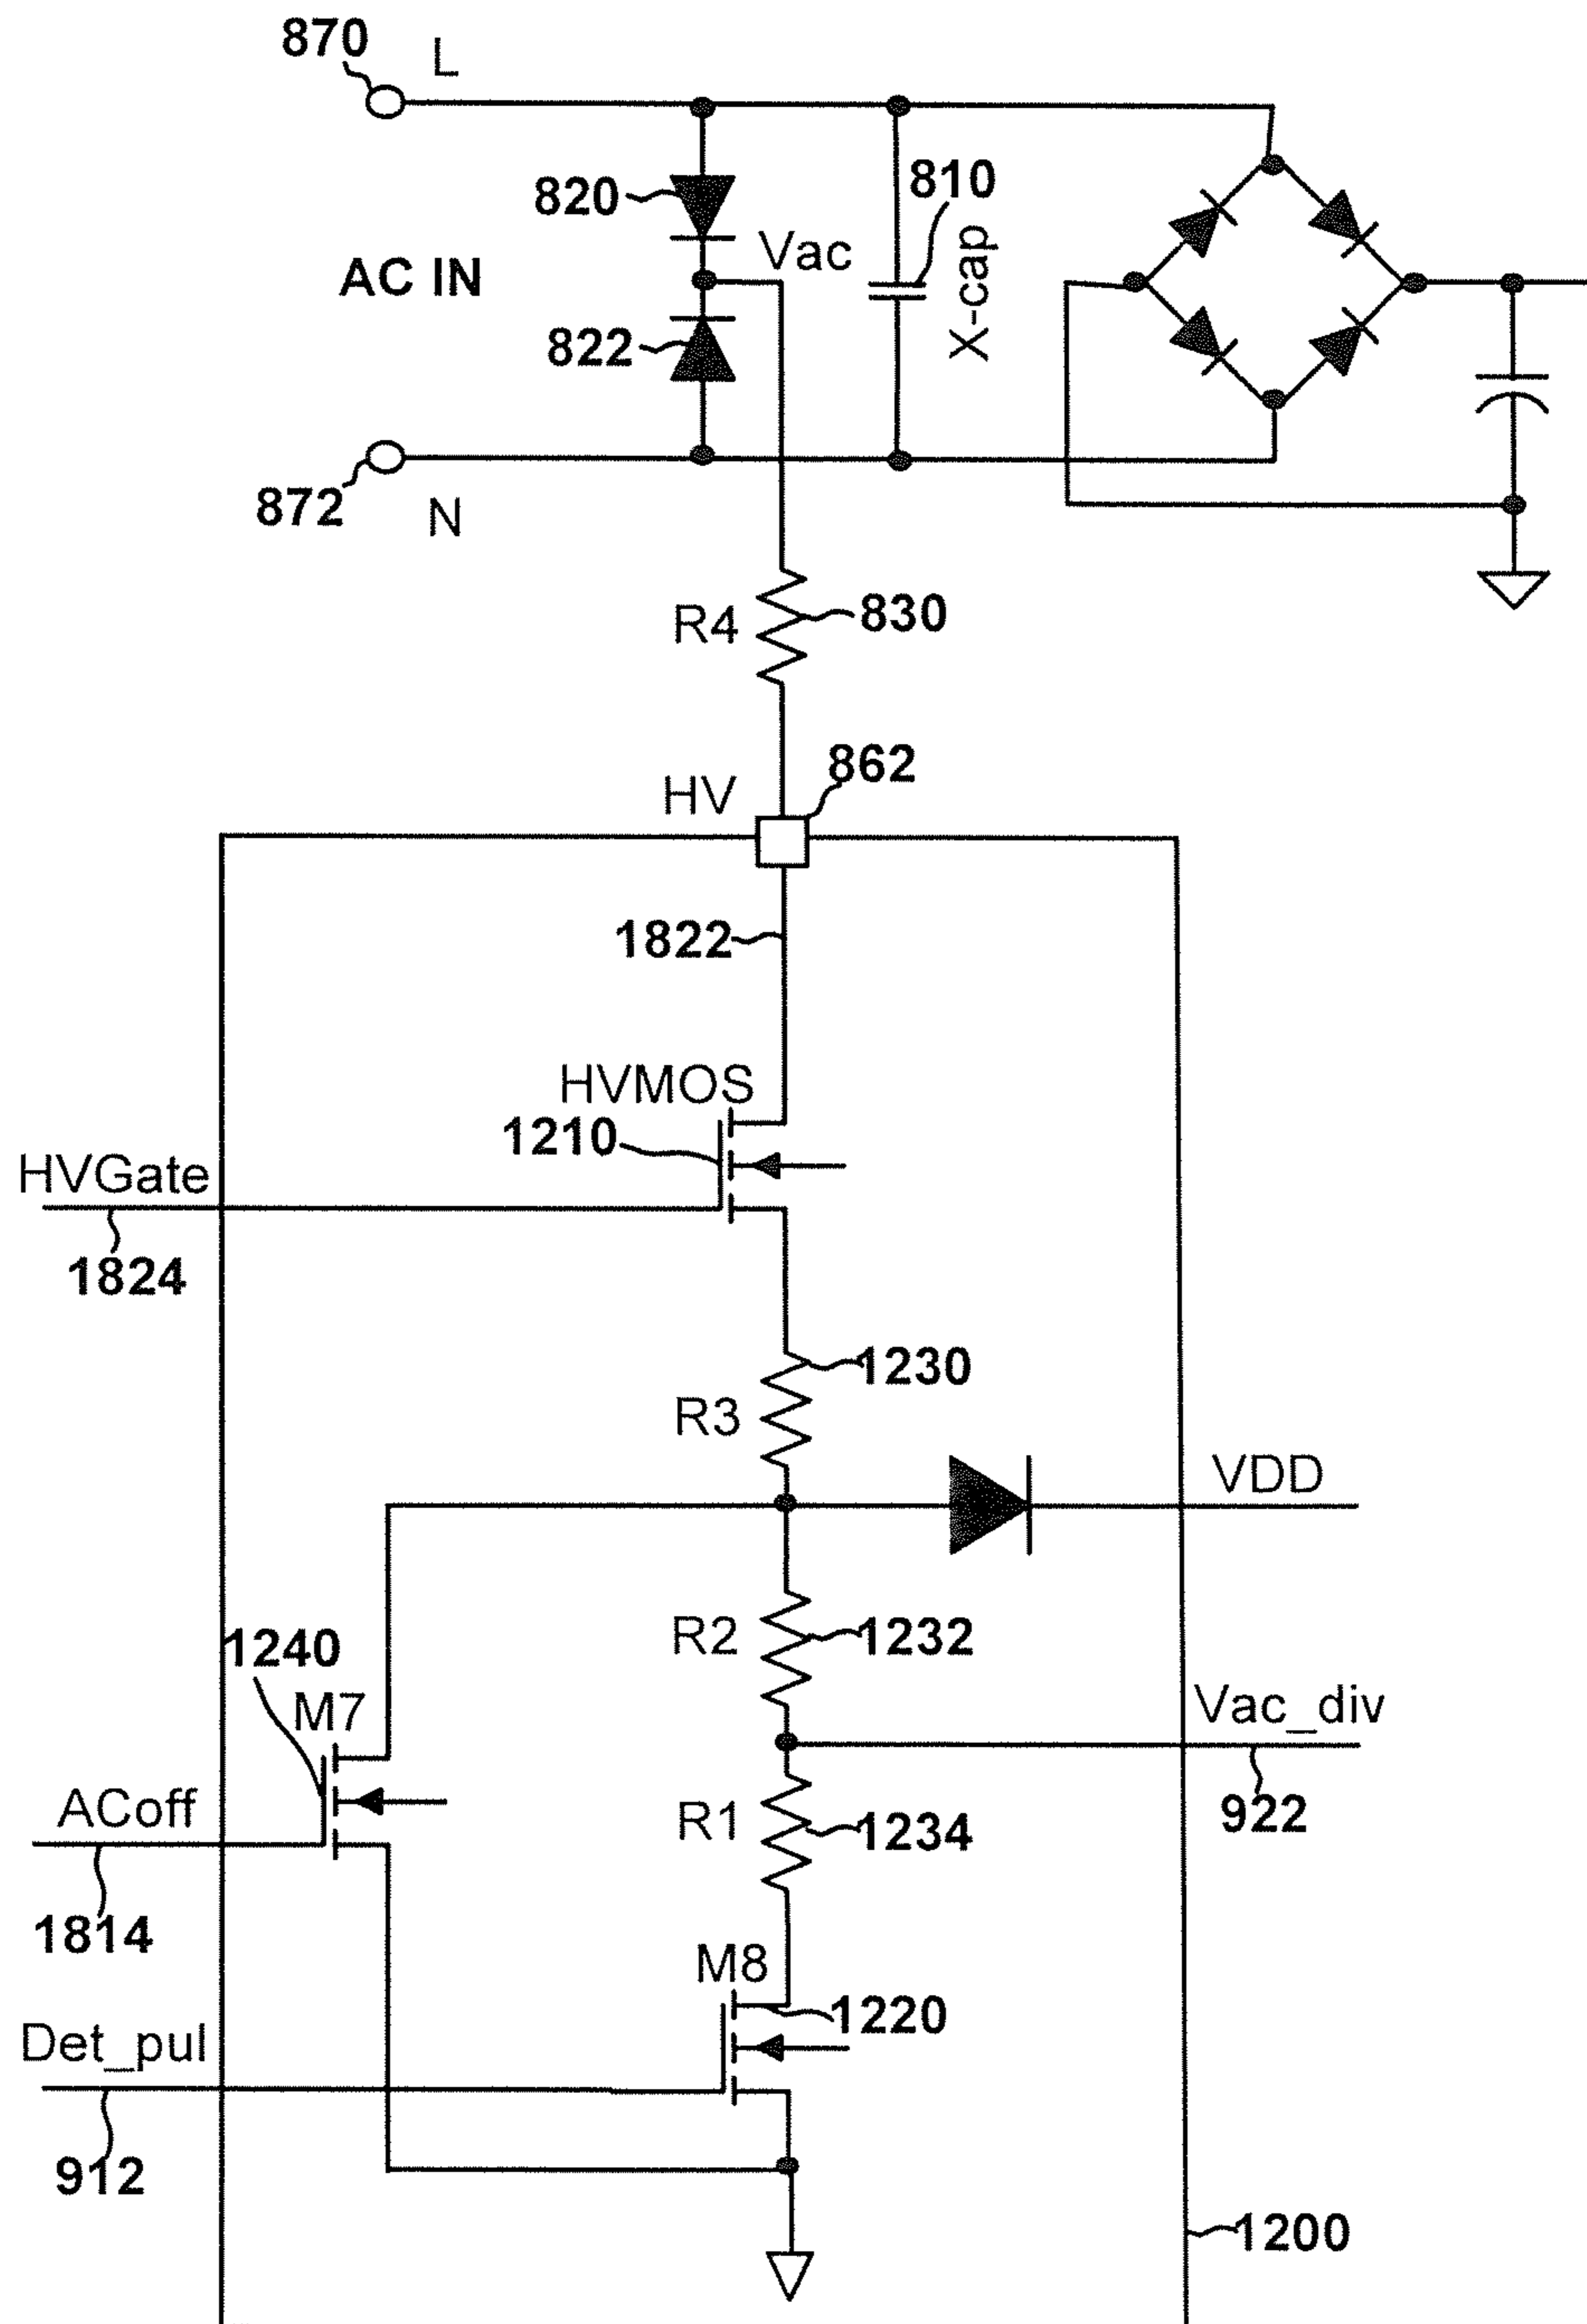 870
L
820
810
Vac
X-cap
AC IN
822
872
N
R4
830
HV
862
1822
HVMOS
1210
HVGate
1824
1230
R3
VDD
R2
1232
1240
M7
Vac_div
922
ACoff
R1
1234
1814
M8
1220
Det_pul
912
1200